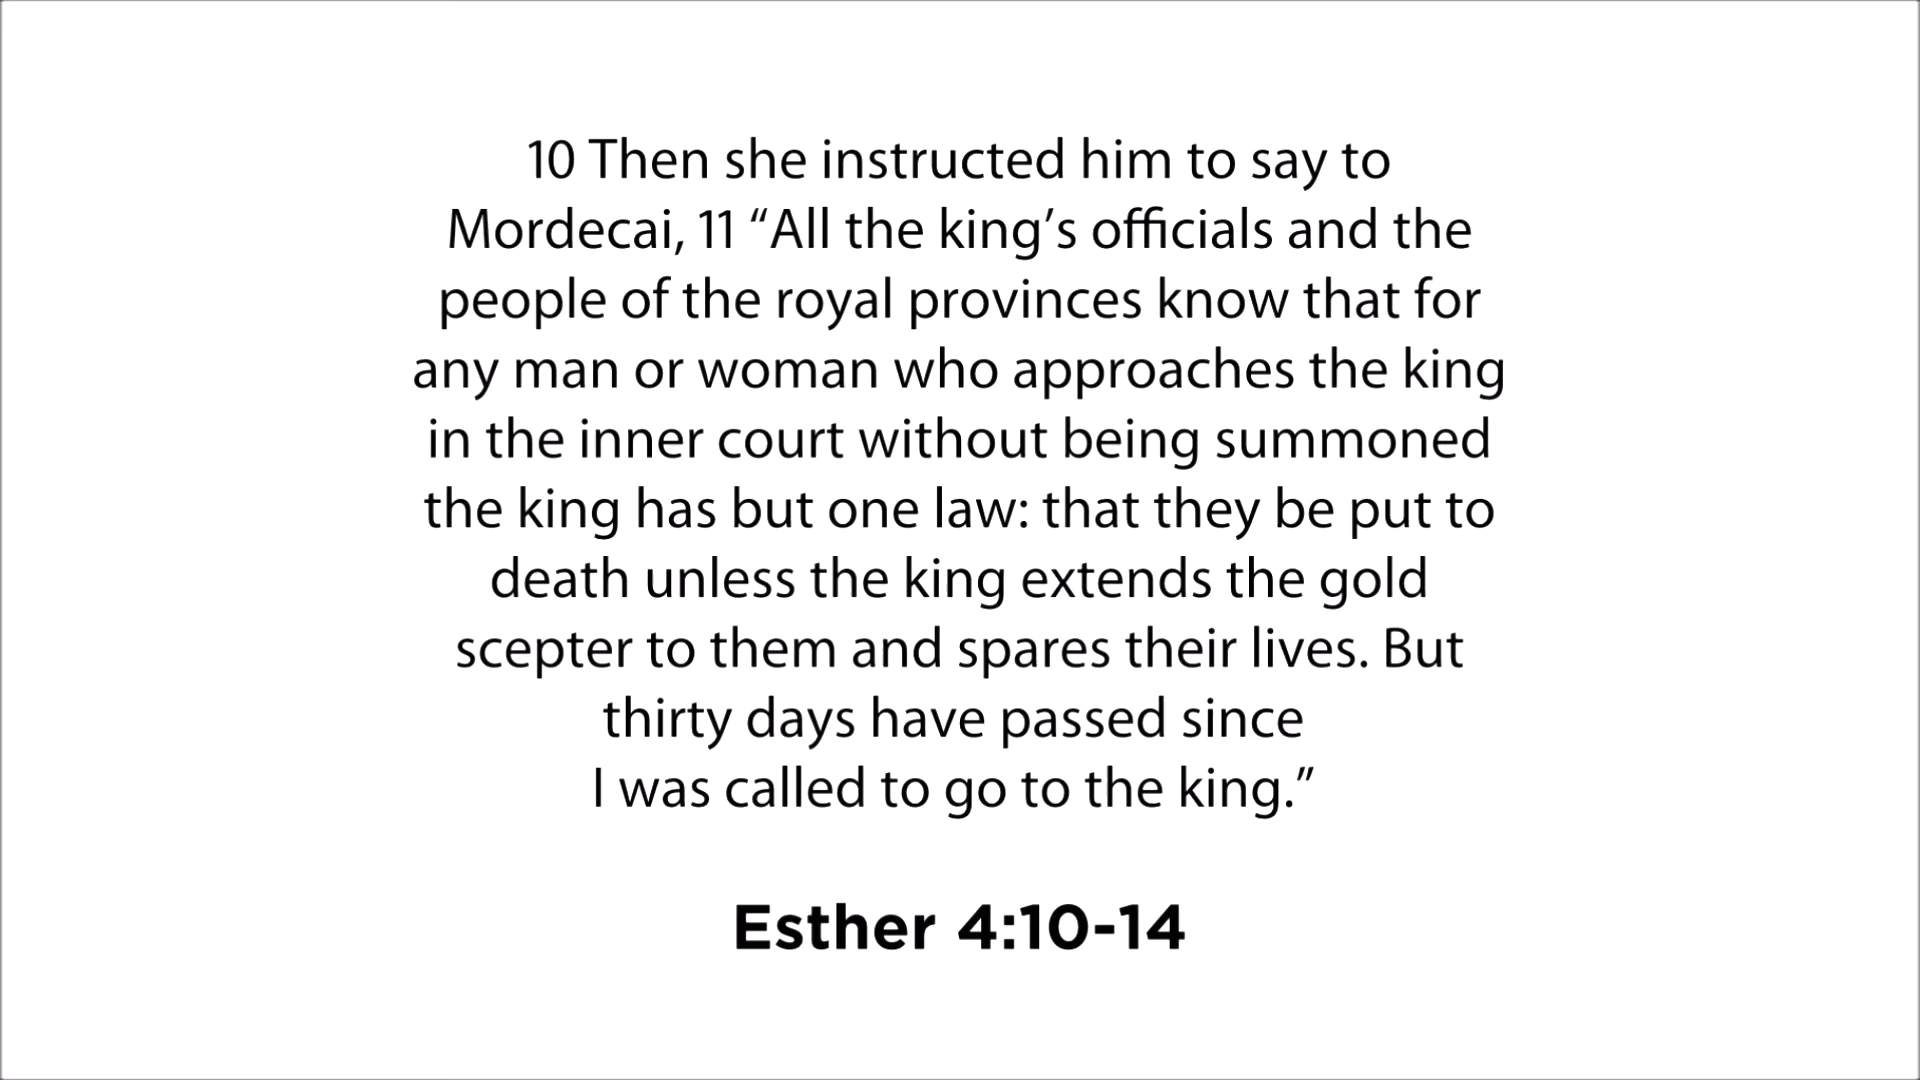 10 Then she instructed him to say to
Mordecai, 11 “All the king’s officials and the
people of the royal provinces know that for
any man or woman who approaches the king
in the inner court without being summoned
the king has but one law: that they be put to
death unless the king extends the gold
scepter to them and spares their lives. But
thirty days have passed since
I was called to go to the king.”
Esther 4:10-14